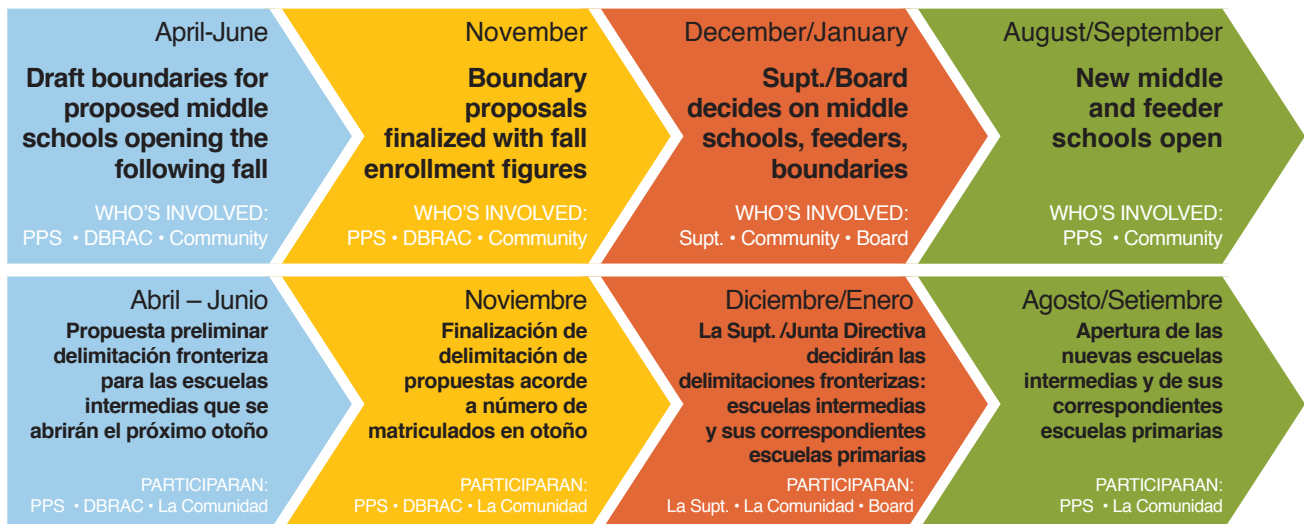 April-June
Draft boundaries for
proposed middle
schools opening the
following fall
WHO'S INVOLVED:
PPS • DBRAC • Community
November
Boundary
proposals
finalized with fall
enrollment figures
WHO'S INVOLVED:
PPS • DBRAC • Community
December/January
Supt./Board
decides on middle
schools, feeders,
boundaries
WHO'S INVOLVED:
Supt. • Community • Board
August/September
New middle
and feeder
schools open
WHO'S INVOLVED:
PPS • Community
Abril – Junio
Propuesta preliminar
delimitación fronteriza
para las escuelas
intermedias que se
abrirán el próximo otoño
PARTICIPARAN:
PPS • DBRAC • La Comunidad
Noviembre
Finalización de
delimitación de
propuestas acorde
a número de
matriculados en otoño
PARTICIPARAN:
PPS • DBRAC • La Comunidad
Diciembre/Enero
La Supt. /Junta Directiva
decidirán las
delimitaciones fronterizas:
escuelas intermedias
y sus correspondientes
escuelas primarias
PARTICIPARAN:
La Supt. • La Comunidad • Board
Agosto/Setiembre
Apertura de las
nuevas escuelas
intermedias y de sus
correspondientes
escuelas primarias
PARTICIPARAN:
PPS • La Comunidad